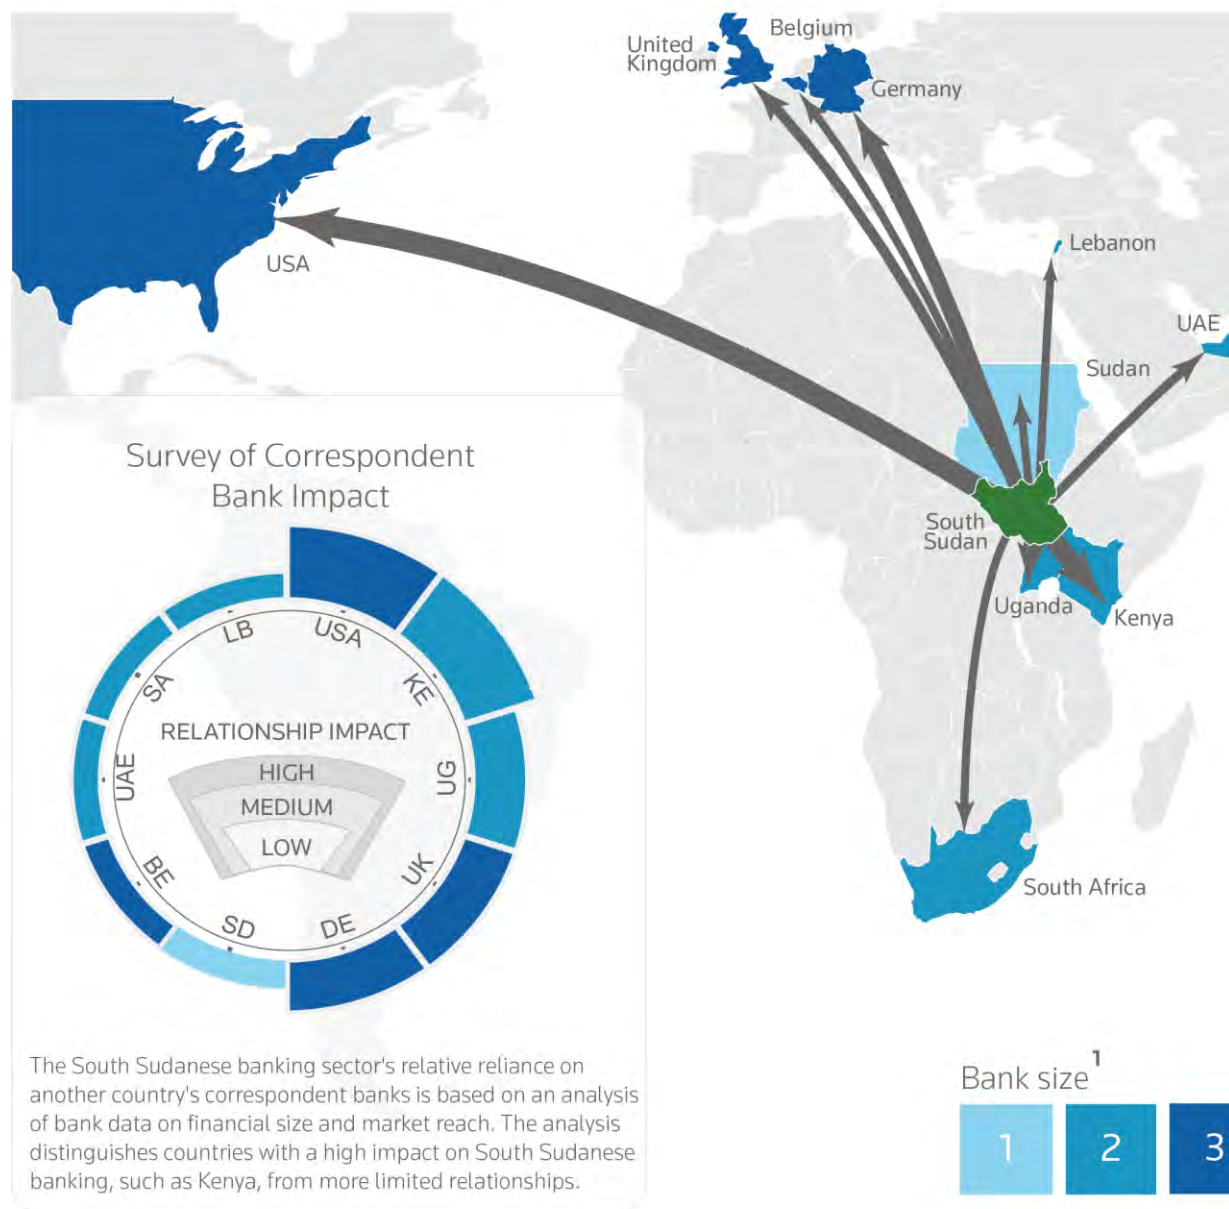 United
Kingdom
Belgium
Germany
USA
Lebanon
UAE
Sudan
South
Sudan
Uganda
Kenya
South Africa
Survey of Correspondent
Bank Impact
LB
USA
SA
KE
UAE
UG
BE
UK
SD
DE
RELATIONSHIP IMPACT
HIGH
MEDIUM
LOW
The South Sudanese banking sector's relative reliance on
another country's correspondent banks is based on an analysis
of bank data on financial size and market reach. The analysis
distinguishes countries with a high impact on South Sudanese
banking, such as Kenya, from more limited relationships.
Bank size 1
1 2 3